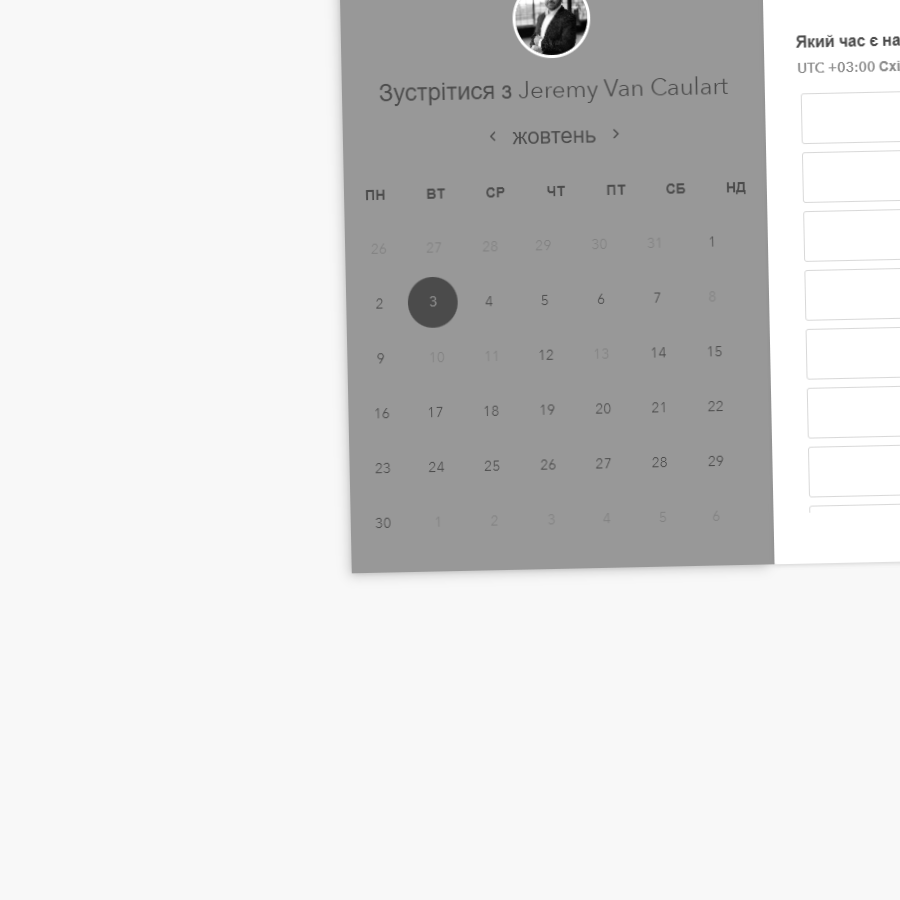 Зустрітися з Jeremy Van Caulart
жовтень
ПН ВТ СР ЧТ ПТ СБ НД
26 27 28 29 30 31 1
2 3 4 5 6 7 8
9 10 11 12 13 14 15
16 17 18 19 20 21 22
23 24 25 26 27 28 29
30 1 2 3 4 5 6
Який час є на
UTC +03:00 Схі